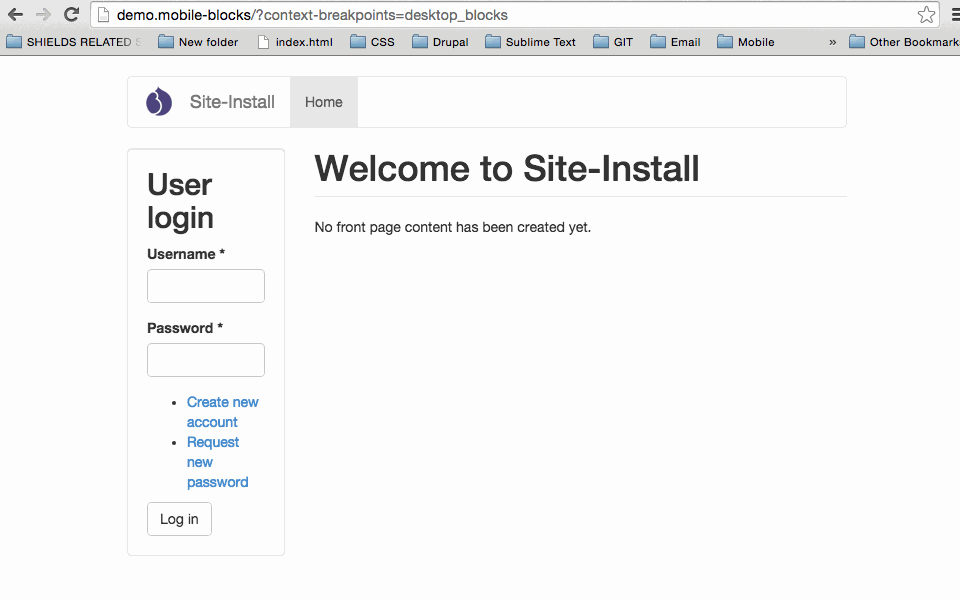 demo.mobile-blocks/?context-breakpoints=desktop_blocks
SHIELDS RELATED New folder index.html CSS Drupal Sublime Text GIT Email Mobile » Other Bookmark
Site-Install Home
User
login
Username *
Password *
• Create new
account
• Request
new
password
Log in
Welcome to Site-Install
No front page content has been created yet.